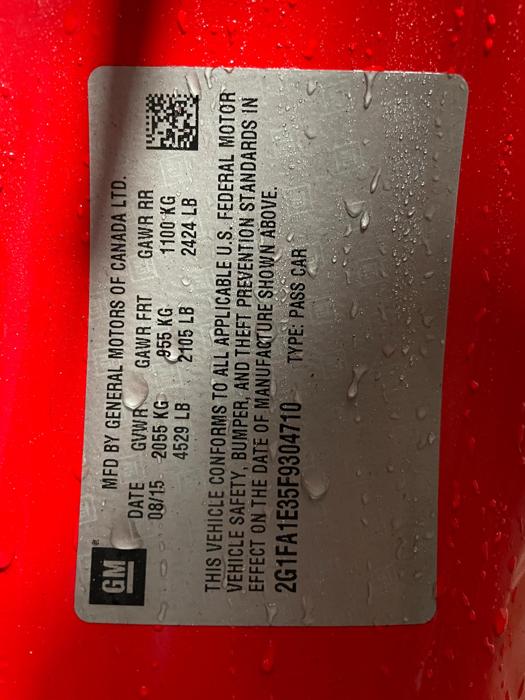 GM
MFD BY GENERAL MOTORS OF CANADA LTD.
DATE GVWR GAWR FRT GAWR RR
08/15 2055 KG 955 KG 1100 KG
4529 LB 2105 LB 2424 LB
THIS VEHICLE CONFORMS TO ALL APPLICABLE U.S. FEDERAL MOTOR
VEHICLE SAFETY, BUMPER, AND THEFT PREVENTION STANDARDS IN
EFFECT ON THE DATE OF MANUFACTURE SHOWN ABOVE.
2G1FA1E35F9304710 TYPE: PASS CAR